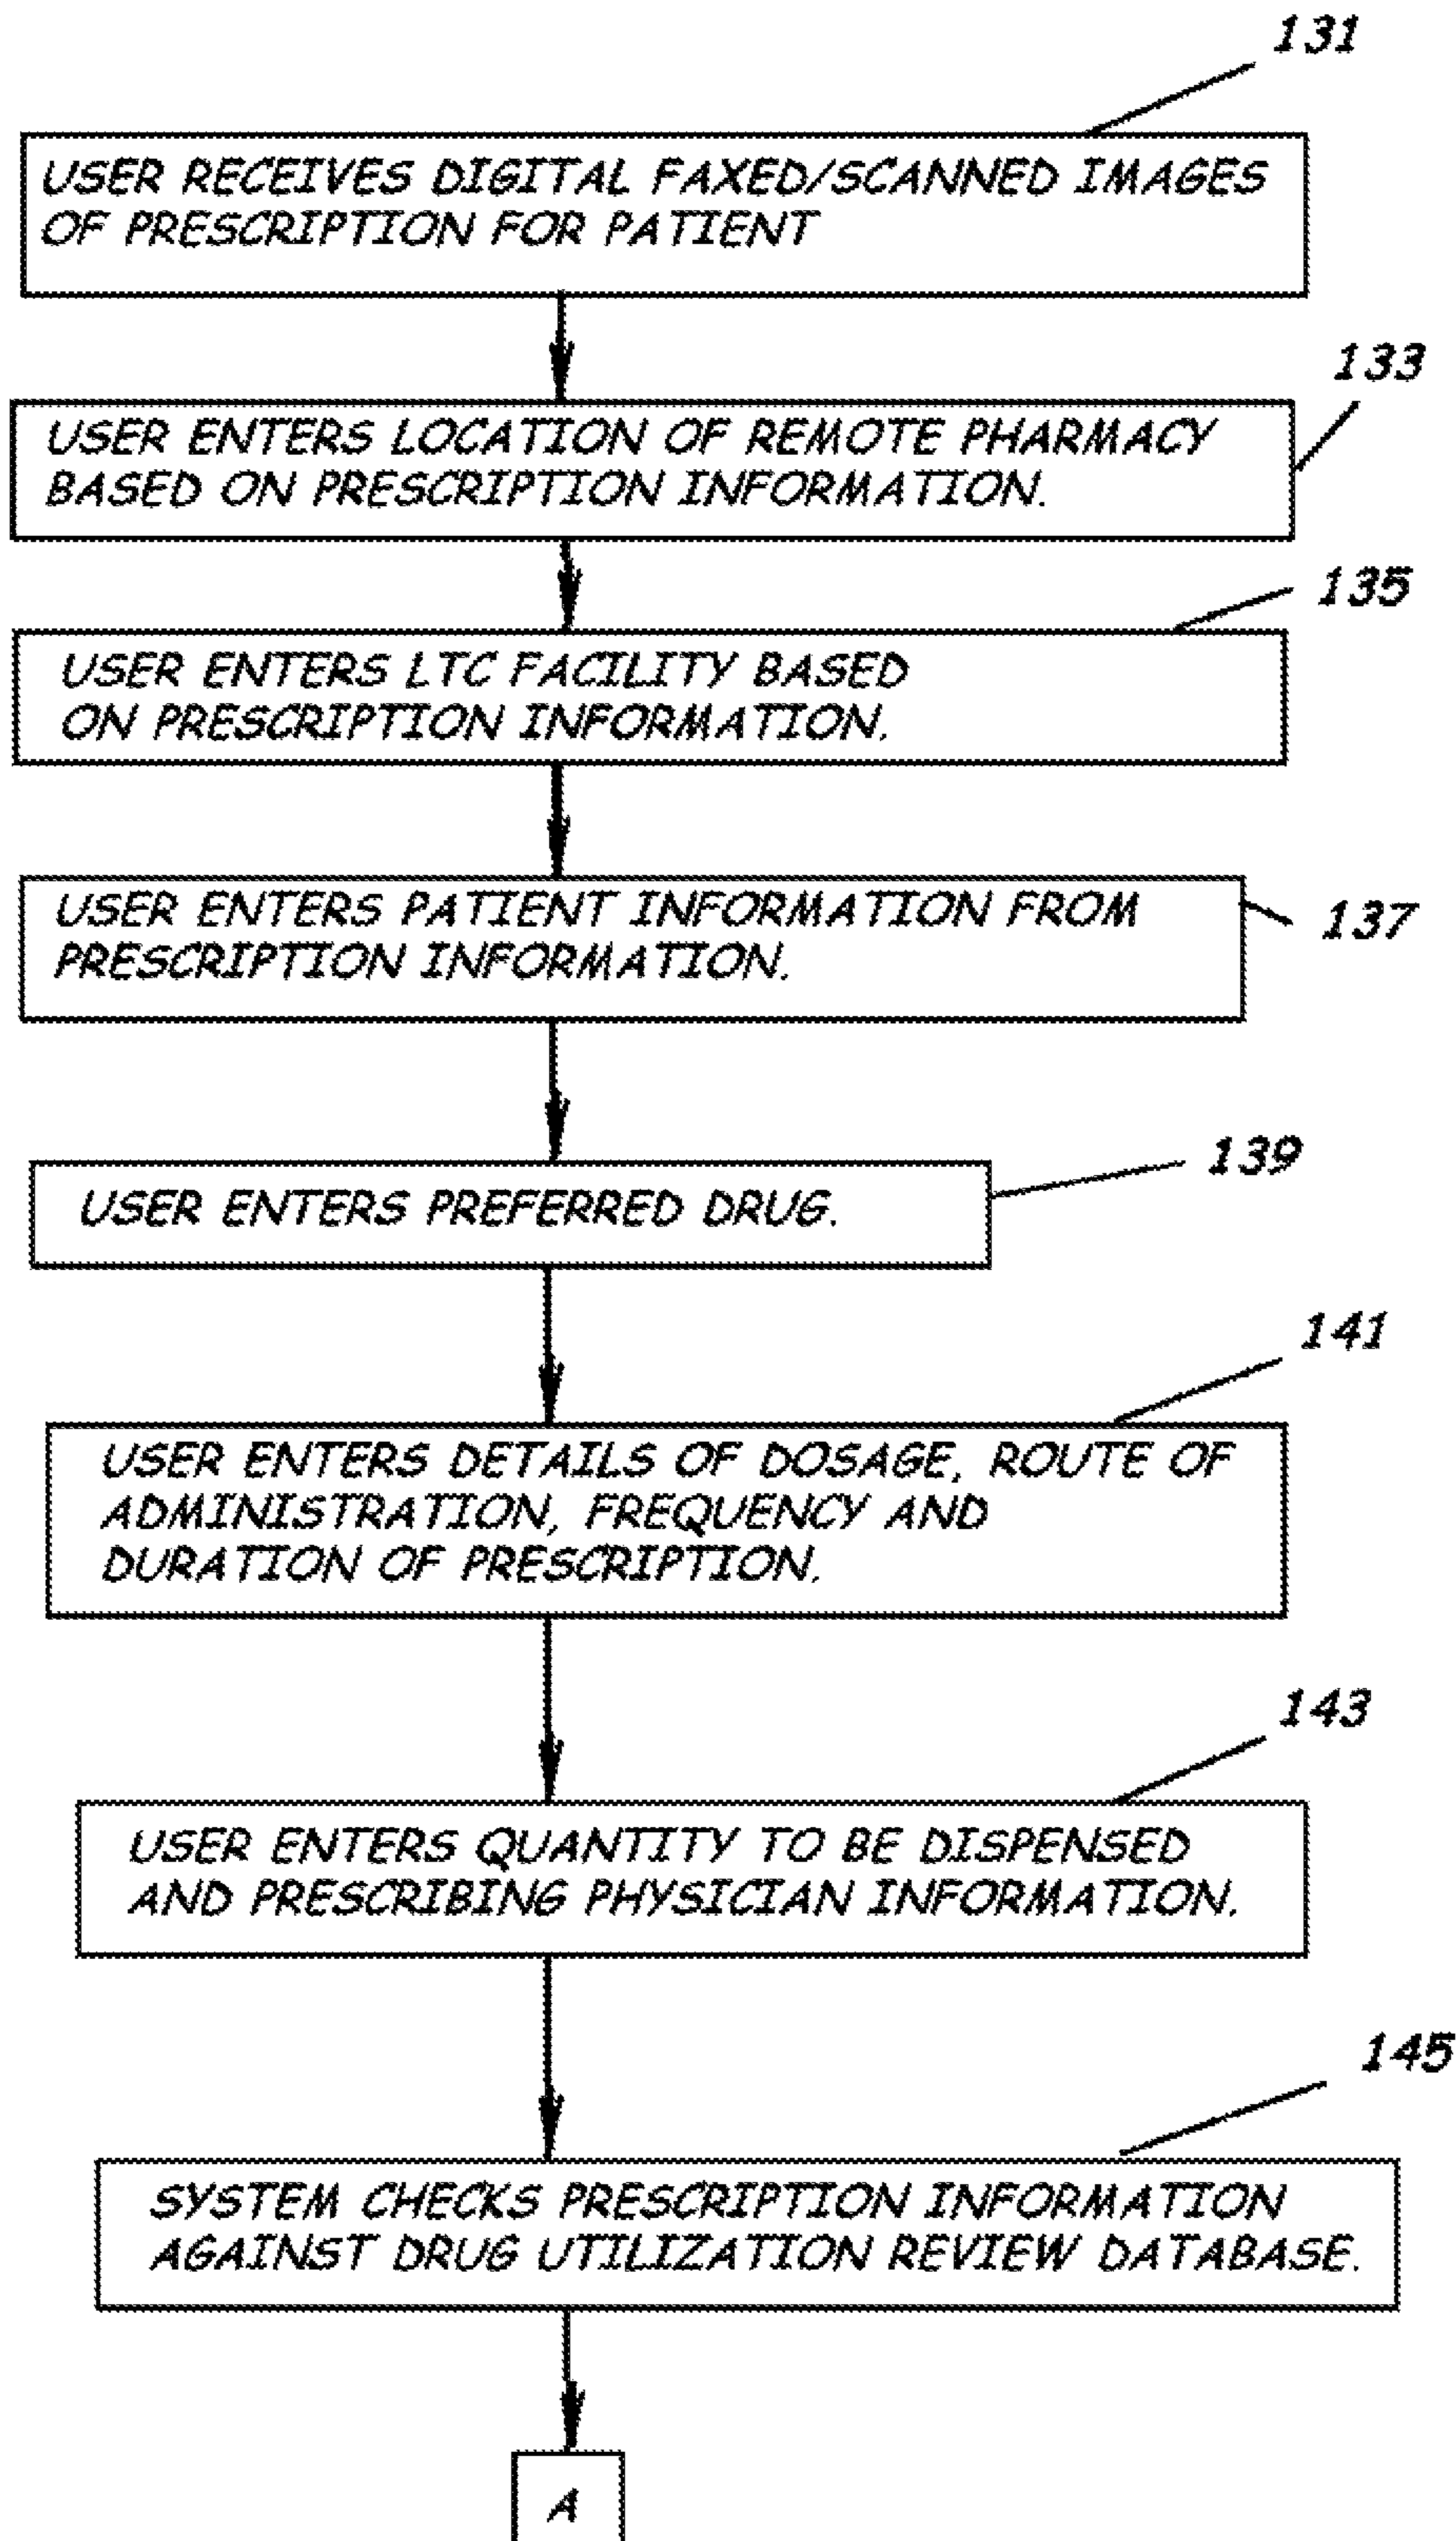 131
USER RECEIVES DIGITAL FAXED/SCANNED IMAGES
OF PRESCRIPTION FOR PATIENT
133
USER ENTERS LOCATION OF REMOTE PHARMACY
BASED ON PRESCRIPTION INFORMATION.
135
USER ENTERS LTC FACILITY BASED
ON PRESCRIPTION INFORMATION.
USER ENTERS PATIENT INFORMATION FROM
137
PRESCRIPTION INFORMATION.
139
USER ENTERS PREFERRED DRUG.
141
USER ENTERS DETAILS OF DOSAGE, ROUTE OF
ADMINISTRATION, FREQUENCY AND
DURATION OF PRESCRIPTION.
143
USER ENTERS QUANTITY TO BE DISPENSED
AND PRESCRIBING PHYSICIAN INFORMATION.
145
SYSTEM CHECKS PRESCRIPTION INFORMATION
AGAINST DRUG UTILIZATION REVIEW DATABASE.
A